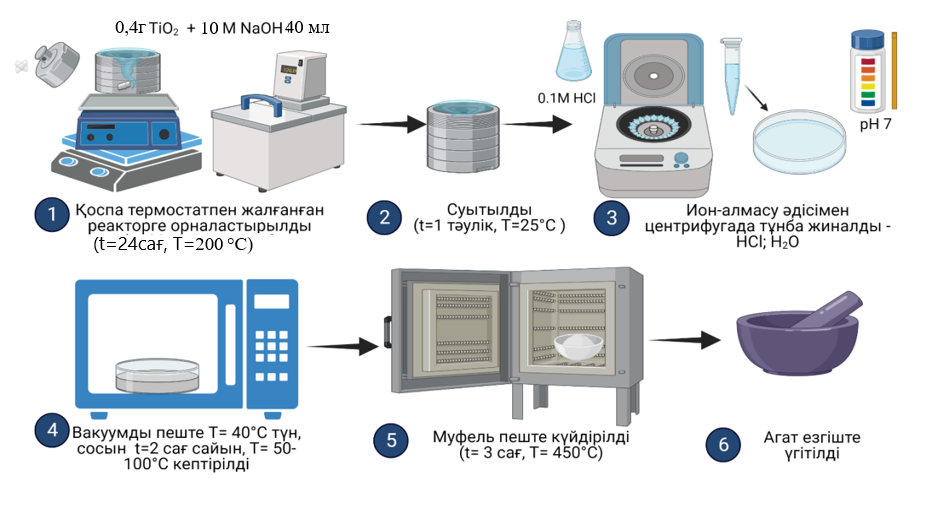 0,4г TiO₂ + 10 M NaOH 40 мл
0.1M HCl
pH 7
1 Қоспа термостатпен жалғанған
реакторге орналастырылды
(t=24сағ, T=200 °C)
2 Суытылды
(t=1 тәулік, T=25°C )
3 Ион-алмасу әдісімен
центрифугада тұнба жиналды -
HCl; H₂O
4 Вакуумды пеште T= 40°C түн,
сосын t=2 сағ сайын, T= 50-
100°C кептірілді
5 Муфель пеште күйдірілді
(t= 3 сағ, T= 450°C)
6 Агат езгіште
үгітілді